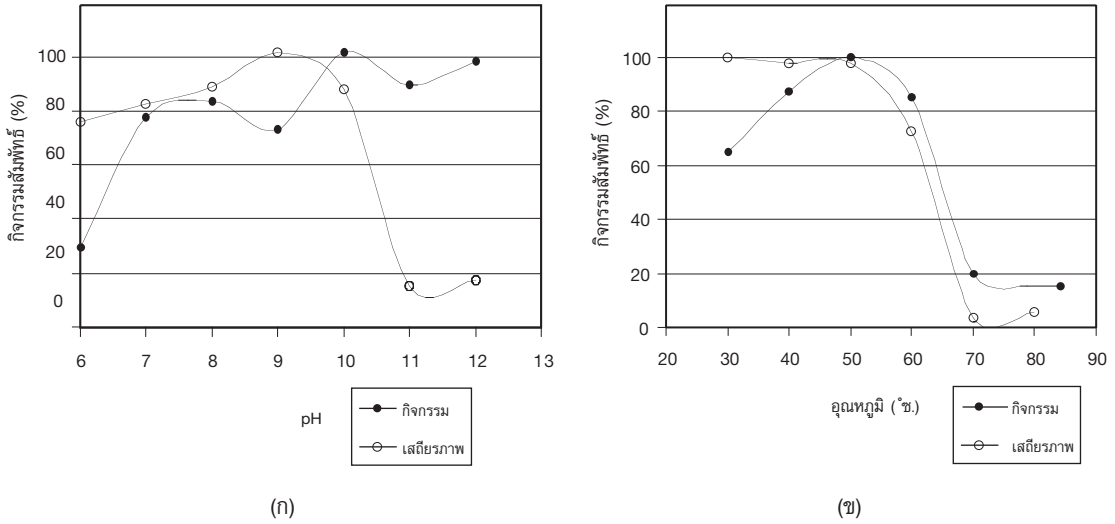 กิจกรรมสัมพัทธ์ (%)
100
80
60
40
20
0
6 7 8 9 10 11 12 13
pH
กิจกรรม
เสถียรภาพ
(ก)
กิจกรรมสัมพัทธ์ (%)
100
80
60
40
20
0
20 30 40 50 60 70 80 90
อุณหภูมิ ( ํซ.)
กิจกรรม
เสถียรภาพ
(ข)